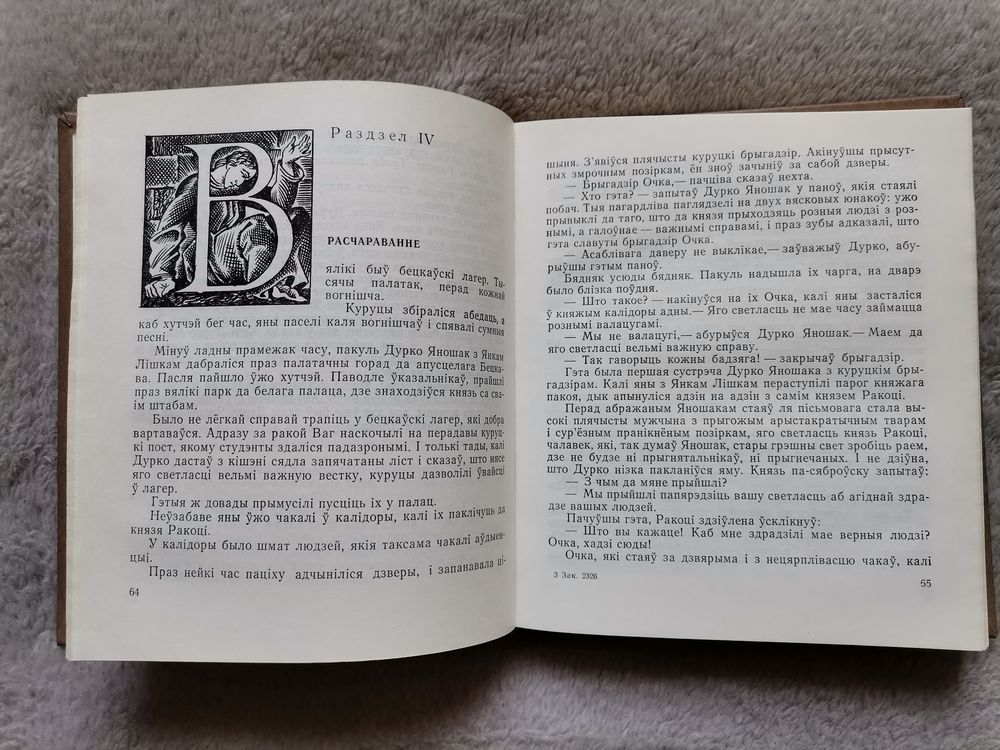 Раздзел IV
В
РАСЧАРАВАННЕ
ялікі быў бецкаўскі лагер. Ты-
сячы палатак, перад кожнай
вогнішча.
Куруцы збіраліся абедаць, а
каб хутчэй бег час, яны паселі каля вогнішчаў і спявалі сумныя
песні.
Мінуў ладны прамежак часу, пакуль Дурко Яношак з Янкам
Лішкам дабраліся праз палатачны горад да апусцелага Бецка-
ва. Пасля пайшло ўжо хутчэй. Паводле ўказальнікаў, прайшлі
праз вялікі парк да белага палаца, дзе знаходзіўся князь са сва-
ім штабам.
Было не лёгкай справай трапіць у бецкаўскі лагер, які добра
вартаваўся. Адразу за ракой Ваг наскочылі на перадавы куруц-
кі пост, якому студэнты здаліся падазронымі. І толькі тады, калі
Дурко дастаў з кішэні сядла запячатаны ліст і сказаў, што нясе
яго светласці вельмі важную вестку, куруцы дазволілі ўвайсці
ў лагер.
Гэтыя ж довады прымусілі пусціць іх у палац.
Неўзабаве яны ўжо чакалі ў калідоры, калі іх паклічуць да
князя Ракоці.
У калідоры было шмат людзей, якія таксама чакалі аўдыен-
цыі.
Праз нейкі час паціху адчыніліся дзверы, і запанавала ці-
64
шыня. З'явіўся плячысты куруцкі брыгадзір. Акінуўшы прысут-
ных змрочным позіркам, ён зноў зачыніў за сабой дзверы.
— Брыгадзір Очка,— пачціва сказаў нехта.
— Хто гэта? — запытаў Дурко Яношак у паноў, якія стаялі
побач. Тыя пагардліва паглядзелі на двух вясковых юнакоў: ужо
прывыклі да таго, што да князя прыходзяць розныя людзі з роз-
нымі, а галоўнае — важнымі справамі, і праз зубы адказалі, што
гэта славуты брыгадзір Очка.
— Асаблівага даверу не выклікае,— заўважыў Дурко, абу-
рыўшы гэтым паноў.
Бядняк усюды бядняк. Пакуль надышла іх чарга, на дварэ
было блізка поўдня.
— Што такое? — накінуўся на іх Очка, калі яны засталіся
ў княжым калідоры адны.— Яго светласць не мае часу займацца
рознымі валацугамі.
— Мы не валацугі,— абурыўся Дурко Яношак.— Маем да
яго светласці вельмі важную справу.
— Так гаворыць кожны бадзяга! — закрычаў брыгадзір.
Гэта была першая сустрэча Дурко Яношака з куруцкім бры-
гадзірам. Калі яны з Янкам Лішкам пераступілі парог княжага
пакоя, дык апынуліся адзін на адзін з самім князем Ракоці.
Перад абражаным Яношакам стаяў ля пісьмовага стала вы-
сокі плячысты мужчына з прыгожым арыстакратычным тварам
і сур'ёзным пранікнёным позіркам, яго светласць князь Ракоці,
чалавек, які, так думаў Яношак, стары грэшны свет зробіць раем,
дзе не будзе ні прыгнятальнікаў, ні прыгнечаных. І не дзіўна,
што Дурко нізка пакланіўся яму. Князь па-сяброўску запытаў:
— З чым да мяне прыйшлі?
— Мы прыйшлі папярэдзіць вашу светласць аб агіднай здра-
дзе вашых людзей.
Пачуўшы гэта, Ракоці здзіўлена ўсклікнуў:
— Што вы кажаце! Каб мне здрадзілі мае верныя людзі?
Очка, хадзі сюды!
Очка, які стаяў за дзвярыма і з нецярплівасцю чакаў, калі
3 Зак. 2326
65